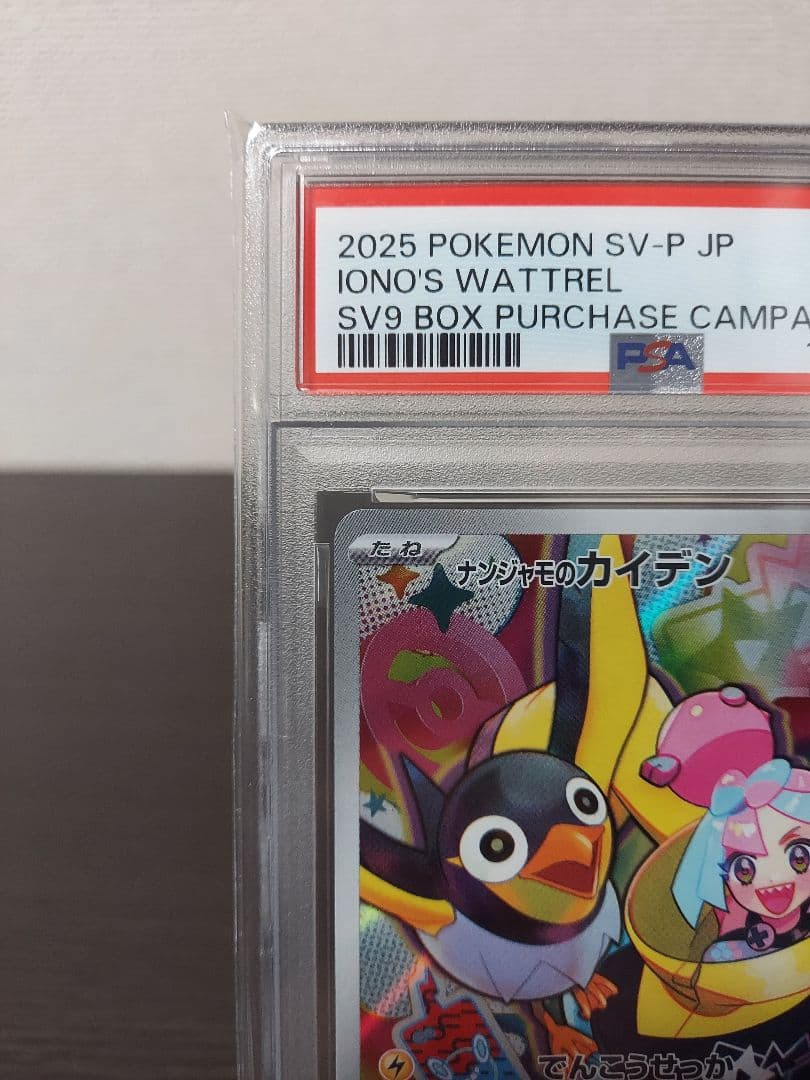 2025 POKEMON SV-P JP
IONO'S WATTREL
SV9 BOX PURCHASE CAMPA
PSA
たね
ナンジャモのカイデン
でんこうせっか